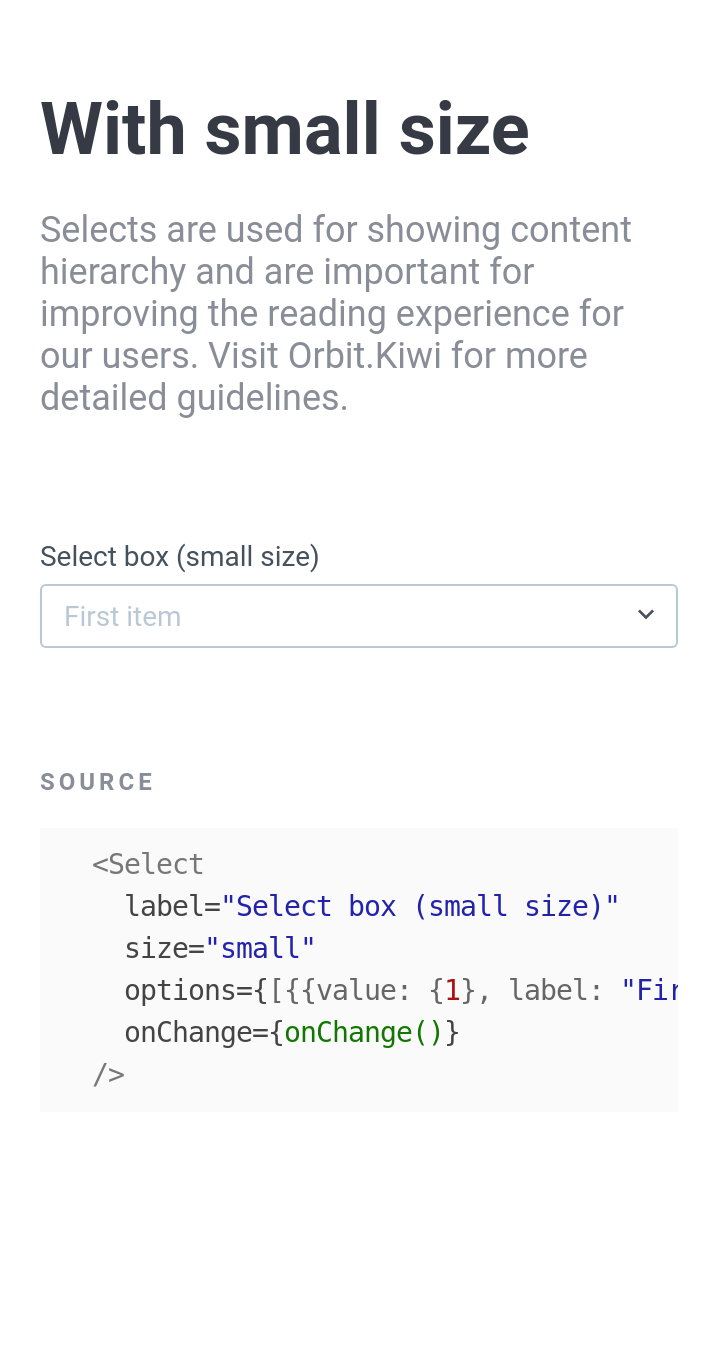 With small size
Selects are used for showing content
hierarchy and are important for
improving the reading experience for
our users. Visit Orbit.Kiwi for more
detailed guidelines.
Select box (small size)
First item
SOURCE
<Select
label="Select box (small size)"
size="small"
options={[{{value: {1}, label: "Fir
onChange={onChange()}
/>